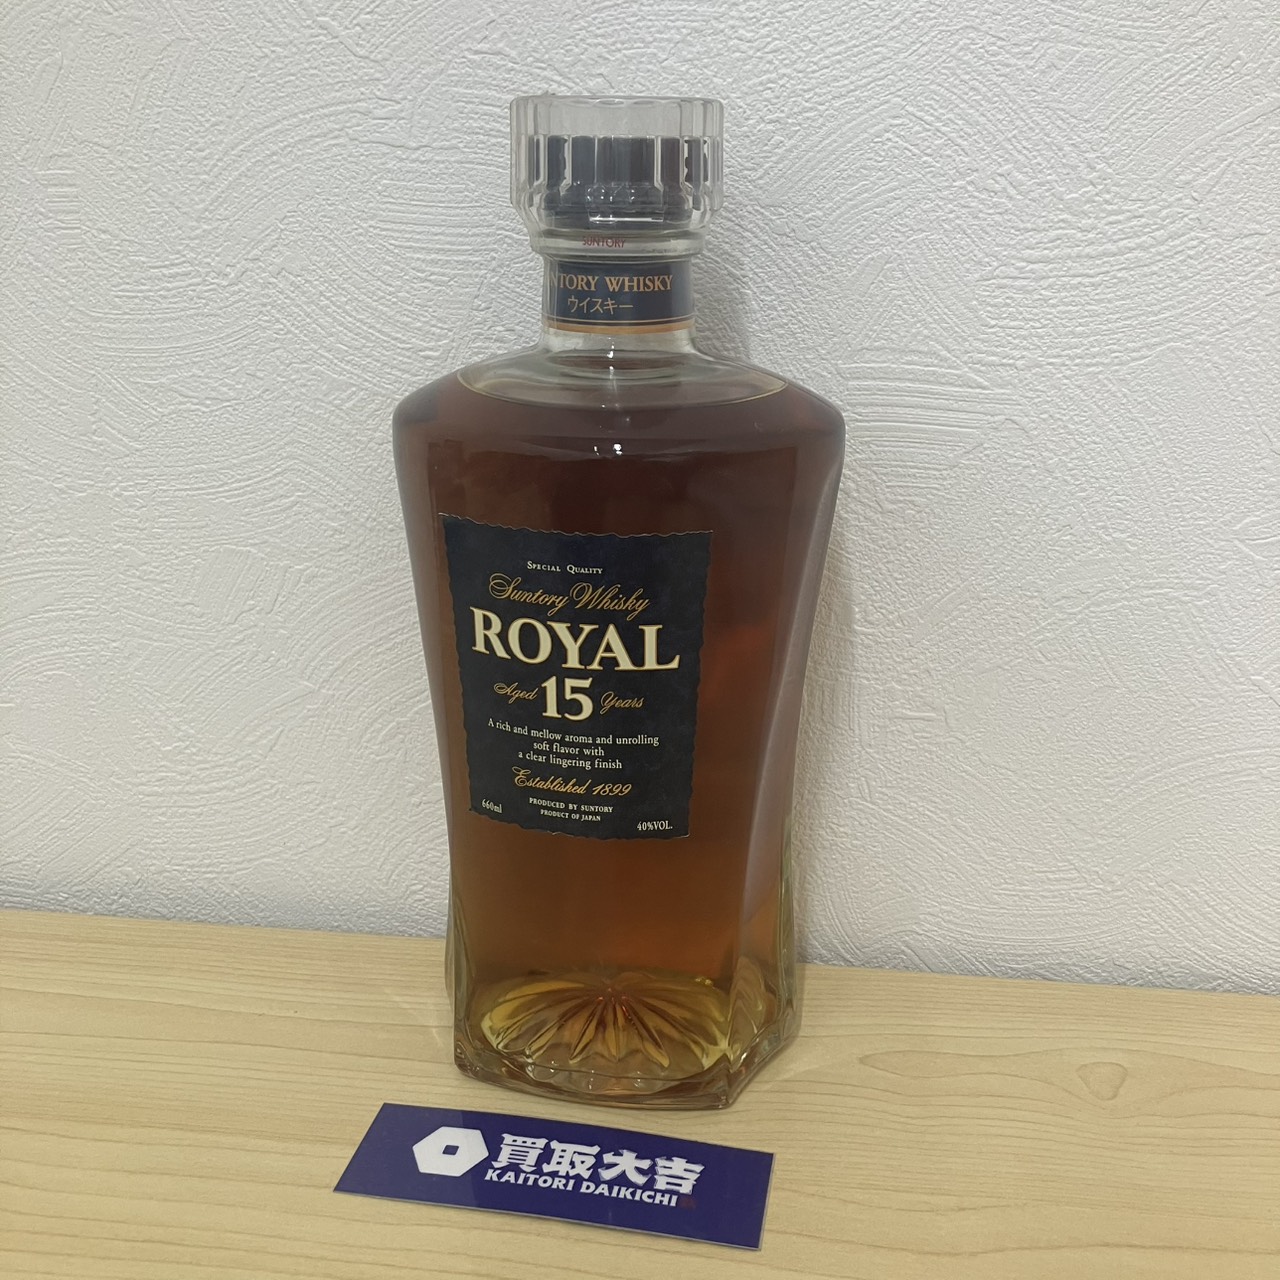 SUNTORY
NTORY WHISKY
ウイスキー
SPECIAL QUALITY
Suntory Whisky
ROYAL
Aged 15 Years
A rich and mellow aroma and unrolling
soft flavor with
a clear lingering finish
Established 1899
660ml
PRODUCED BY SUNTORY
PRODUCT OF JAPAN
40%VOL.
買取大吉
KAITORI DAIKICHI